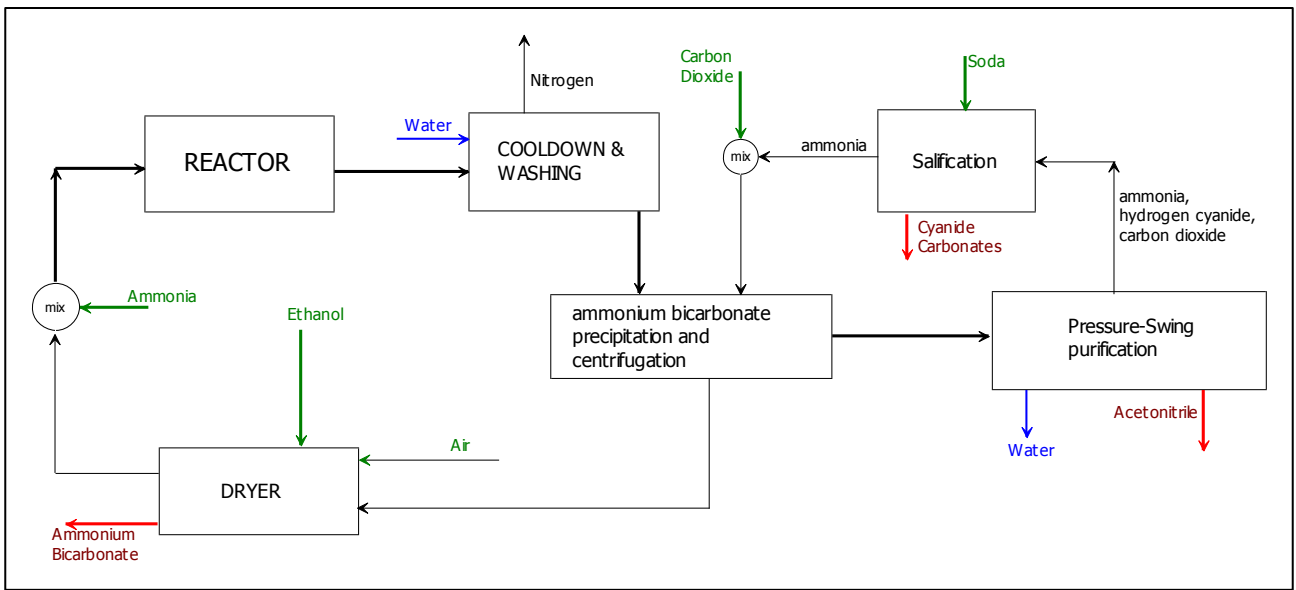 Carbon
Dioxide
Soda
Nitrogen
Water
REACTOR
COOLDOWN &
WASHING
mix
ammonia
Salification
ammonia,
hydrogen cyanide,
carbon dioxide
Cyanide
Carbonates
Ammonia
mix
Ethanol
ammonium bicarbonate
precipitation and
centrifugation
Pressure-Swing
purification
Acetonitrile
Water
Air
DRYER
Ammonium
Bicarbonate